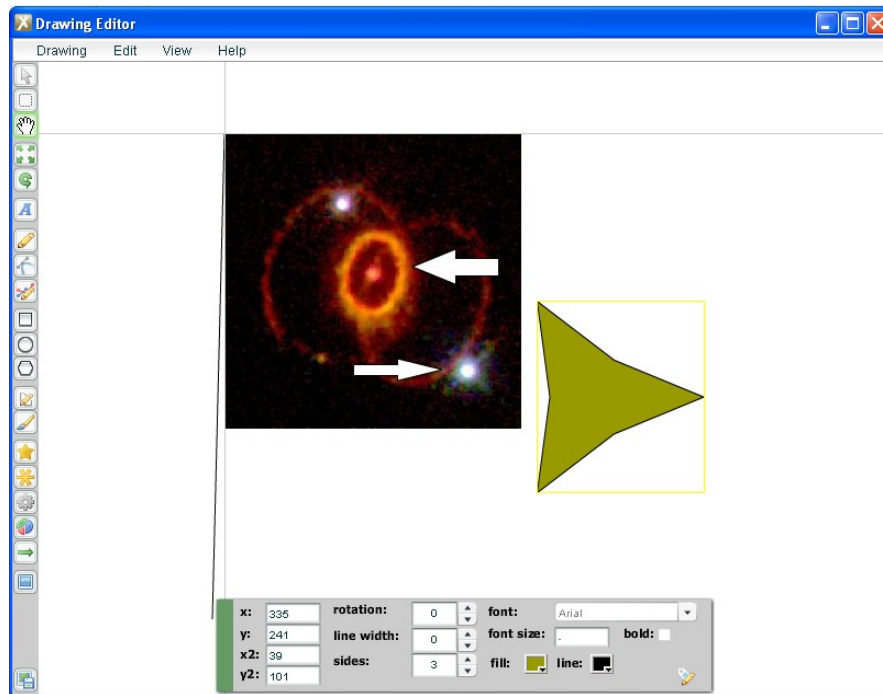 Drawing Editor
Drawing Edit View Help
x: 335 rotation: 0 font: Arial
y: 241 line width: 0 font size: . bold:
x2: 39 sides: 3 fill: line:
y2: 101